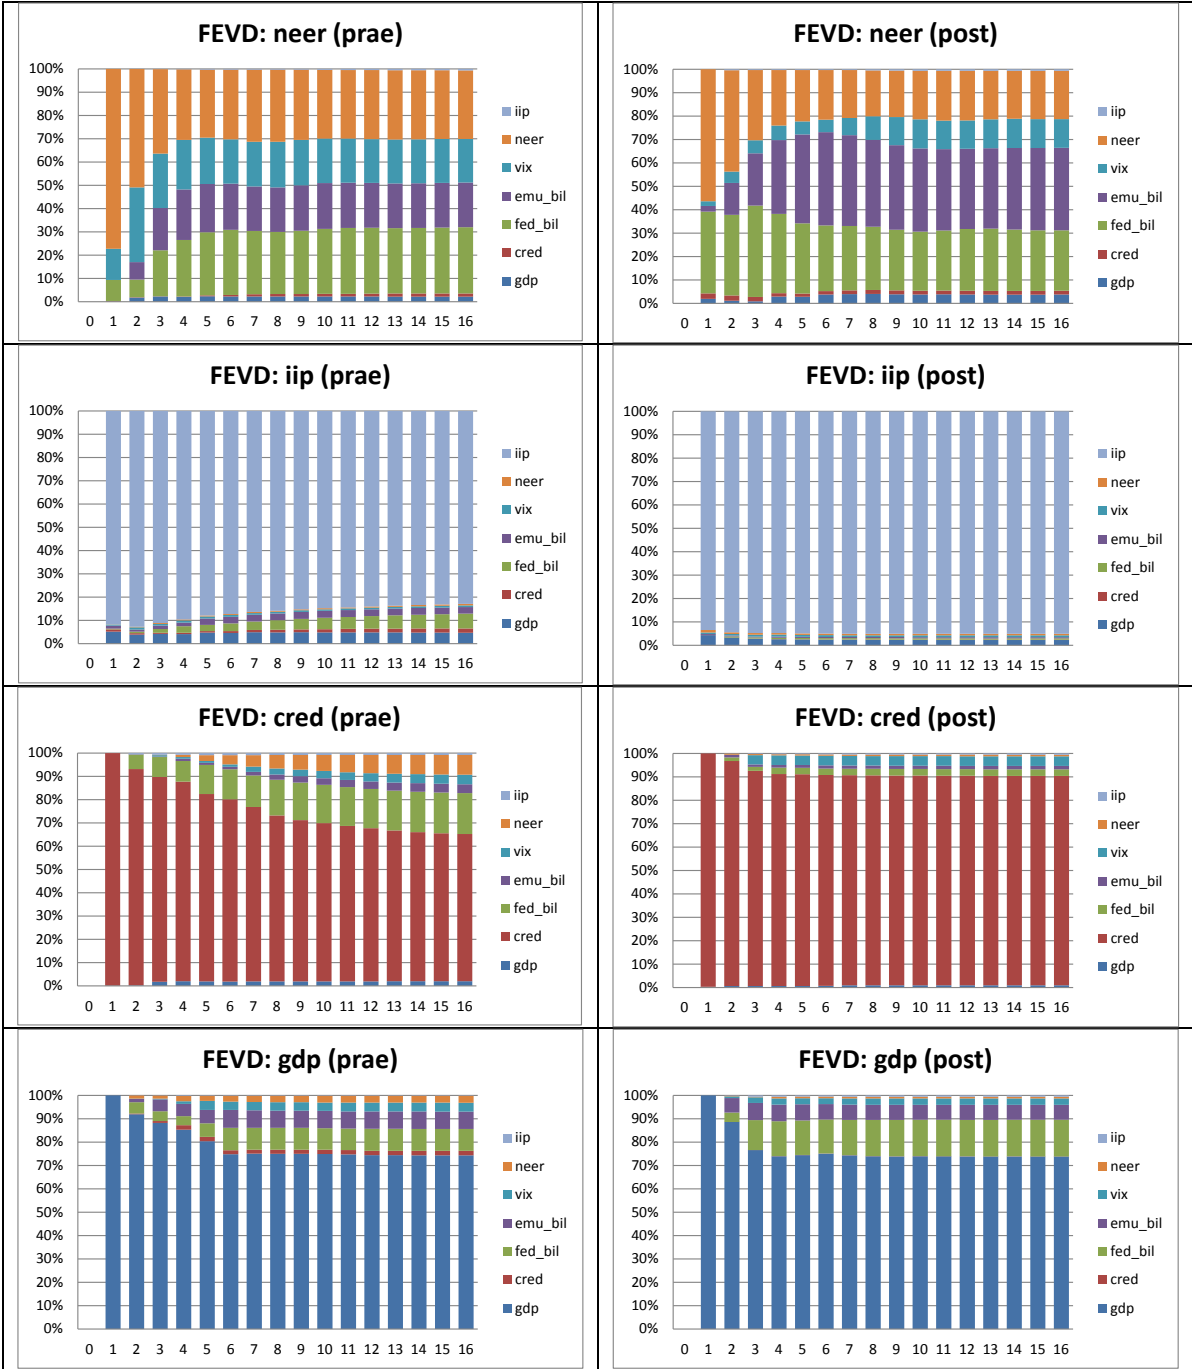 FEVD: neer (prae)
100%
90%
80%
70%
60%
50%
40%
30%
20%
10%
0%
0 1 2 3 4 5 6 7 8 9 10 11 12 13 14 15 16
iip
neer
vix
emu_bil
fed_bil
cred
gdp
FEVD: neer (post)
100%
90%
80%
70%
60%
50%
40%
30%
20%
10%
0%
0 1 2 3 4 5 6 7 8 9 10 11 12 13 14 15 16
iip
neer
vix
emu_bil
fed_bil
cred
gdp
FEVD: iip (prae)
100%
90%
80%
70%
60%
50%
40%
30%
20%
10%
0%
0 1 2 3 4 5 6 7 8 9 10 11 12 13 14 15 16
iip
neer
vix
emu_bil
fed_bil
cred
gdp
FEVD: iip (post)
100%
90%
80%
70%
60%
50%
40%
30%
20%
10%
0%
0 1 2 3 4 5 6 7 8 9 10 11 12 13 14 15 16
iip
neer
vix
emu_bil
fed_bil
cred
gdp
FEVD: cred (prae)
100%
90%
80%
70%
60%
50%
40%
30%
20%
10%
0%
0 1 2 3 4 5 6 7 8 9 10 11 12 13 14 15 16
iip
neer
vix
emu_bil
fed_bil
cred
gdp
FEVD: cred (post)
100%
90%
80%
70%
60%
50%
40%
30%
20%
10%
0%
0 1 2 3 4 5 6 7 8 9 10 11 12 13 14 15 16
iip
neer
vix
emu_bil
fed_bil
cred
gdp
FEVD: gdp (prae)
100%
90%
80%
70%
60%
50%
40%
30%
20%
10%
0%
0 1 2 3 4 5 6 7 8 9 10 11 12 13 14 15 16
iip
neer
vix
emu_bil
fed_bil
cred
gdp
FEVD: gdp (post)
100%
90%
80%
70%
60%
50%
40%
30%
20%
10%
0%
0 1 2 3 4 5 6 7 8 9 10 11 12 13 14 15 16
iip
neer
vix
emu_bil
fed_bil
cred
gdp